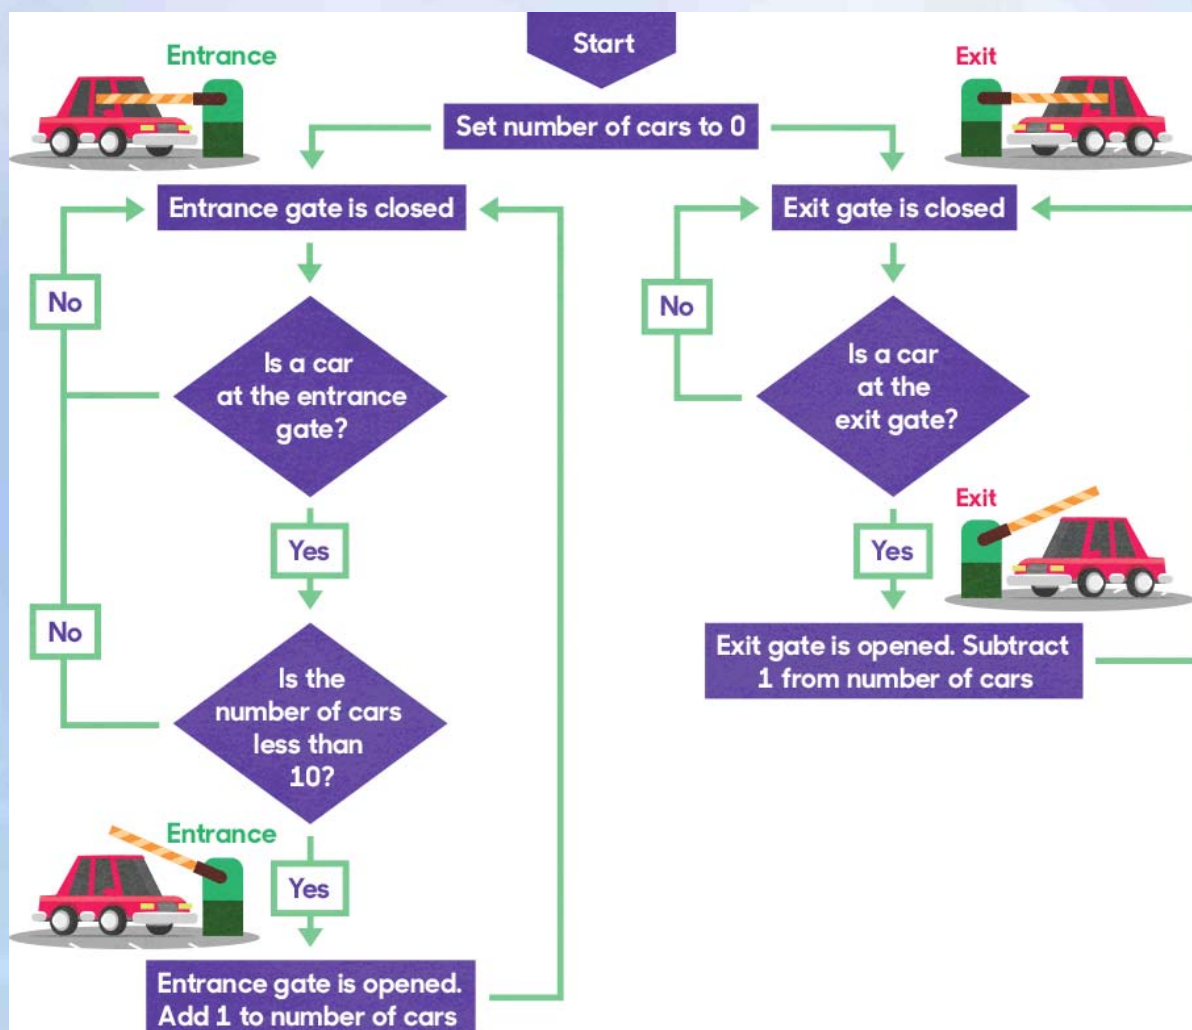 Start
Entrance
Exit
Set number of cars to 0
Entrance gate is closed
Exit gate is closed
No
No
Is a car
at the entrance
gate?
Is a car
at the
exit gate?
Exit
Yes
Yes
No
Exit gate is opened. Subtract
1 from number of cars
Is the
number of cars
less than
10?
Entrance
Yes
Entrance gate is opened.
Add 1 to number of cars